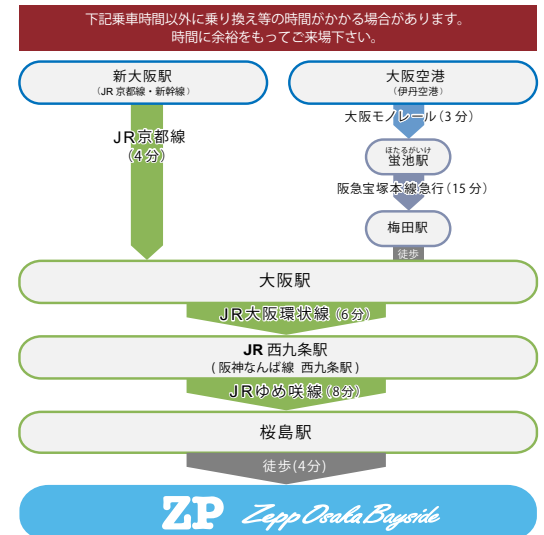 下記乗車時間以外に乗り換え等の時間がかかる場合があります。
時間に余裕をもってご来場下さい。
新大阪駅
（JR 京都線・新幹線）
JR京都線
(4分)
大阪空港
（伊丹空港）
大阪モノレール(3分)
ほたるがいけ
蛍池駅
阪急宝塚本線急行(15分)
梅田駅
徒歩
大阪駅
JR大阪環状線 (6分)
JR 西九条駅
(阪神なんば線 西九条駅)
JRゆめ咲線(8分)
桜島駅
徒歩(4分)
ZP Zepp Osaka Bayside